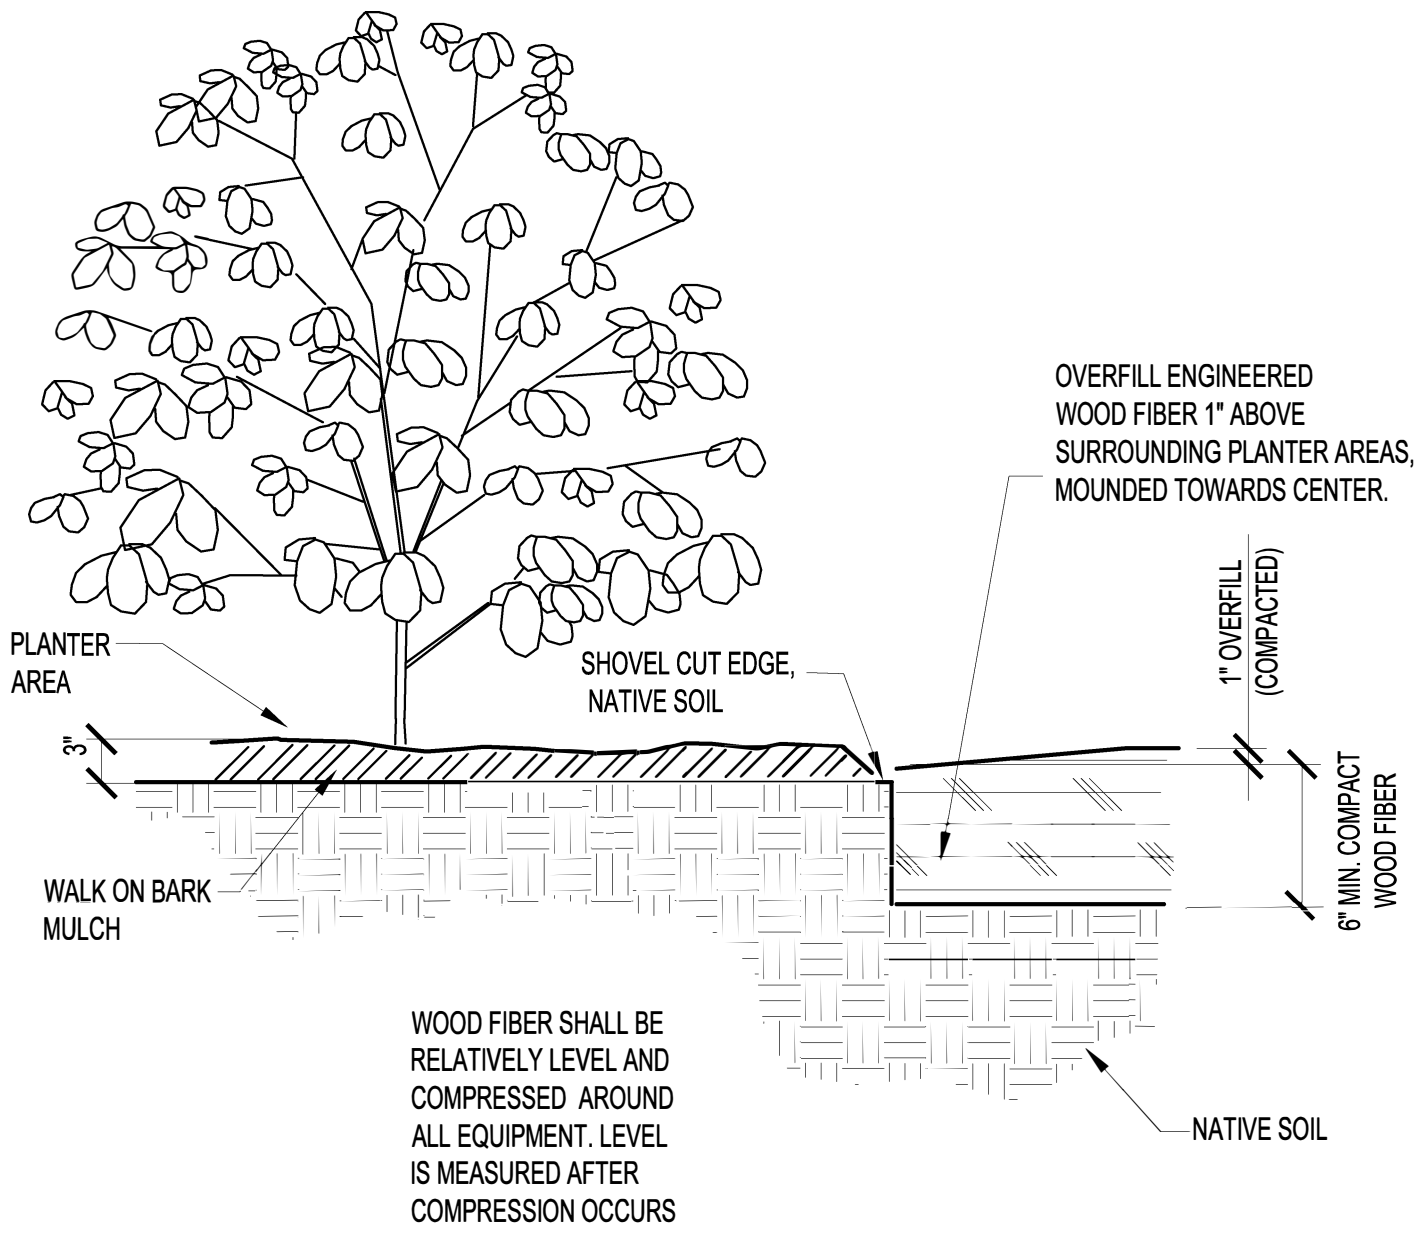 OVERFILL ENGINEERED
WOOD FIBER 1" ABOVE
SURROUNDING PLANTER AREAS,
MOUNDED TOWARDS CENTER.
1" OVERFILL
(COMPACTED)
PLANTER
AREA
SHOVEL CUT EDGE,
NATIVE SOIL
3"
6" MIN. COMPACT
WOOD FIBER
WALK ON BARK
MULCH
WOOD FIBER SHALL BE
RELATIVELY LEVEL AND
COMPRESSED AROUND
ALL EQUIPMENT. LEVEL
IS MEASURED AFTER
COMPRESSION OCCURS
NATIVE SOIL